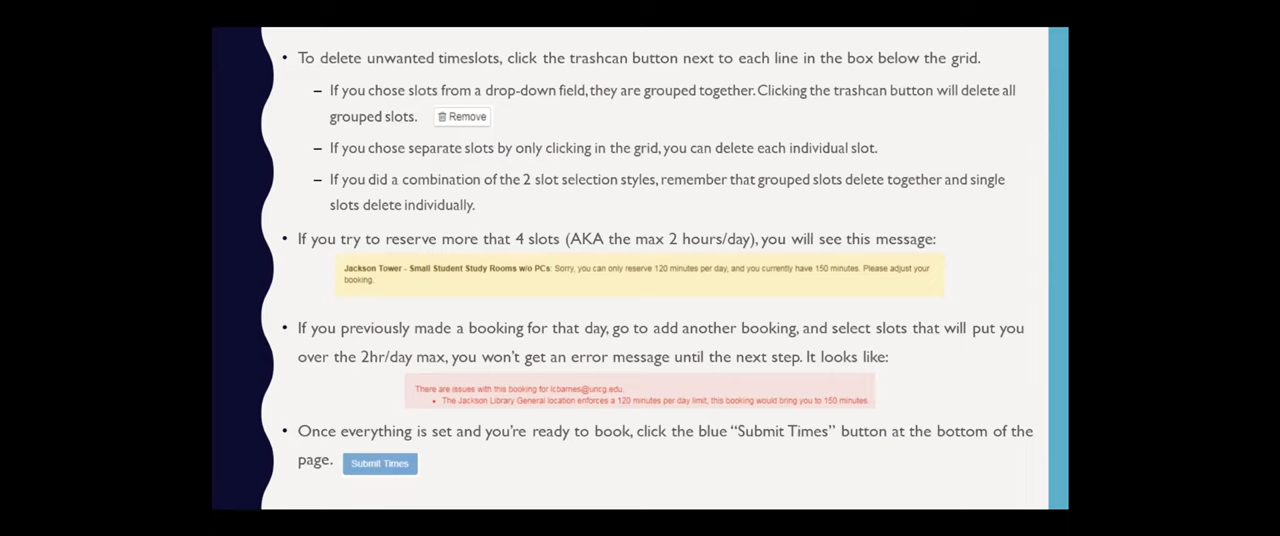 • To delete unwanted timeslots, click the trashcan button next to each line in the box below the grid.
– If you chose slots from a drop-down field, they are grouped together. Clicking the trashcan button will delete all
grouped slots. Remove
– If you chose separate slots by only clicking in the grid, you can delete each individual slot.
– If you did a combination of the 2 slot selection styles, remember that grouped slots delete together and single
slots delete individually.
• If you try to reserve more that 4 slots (AKA the max 2 hours/day), you will see this message:
Jackson Tower - Small Student Study Rooms w/o PCs: Sorry, you can only reserve 120 minutes per day, and you currently have 150 minutes. Please adjust your
booking.
• If you previously made a booking for that day, go to add another booking, and select slots that will put you
over the 2hr/day max, you won't get an error message until the next step. It looks like:
There are issues with this booking for lcbarnes@uncg.edu.
• The Jackson Library General location enforces a 120 minutes per day limit, this booking would bring you to 150 minutes.
• Once everything is set and you're ready to book, click the blue “Submit Times” button at the bottom of the
page. Submit Times